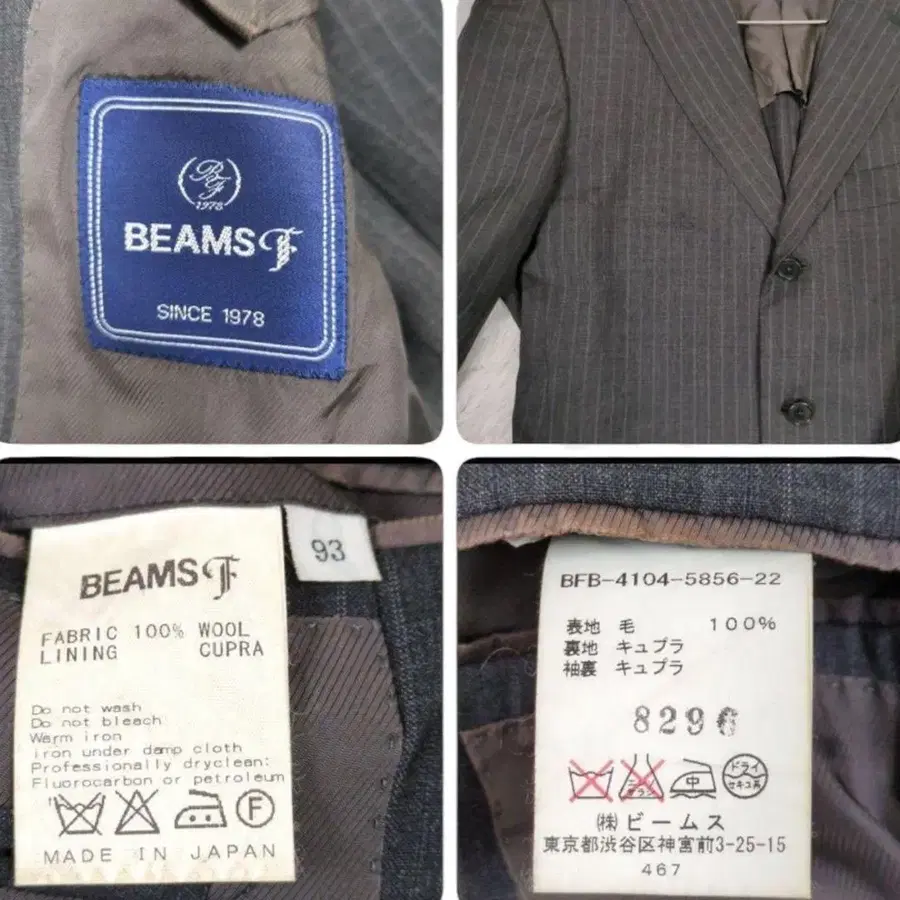 BF
1978
BEAMS F
SINCE 1978
BEAMS F
93
FABRIC 100% WOOL
LINING CUPRA
Do not wash
Do not bleach
Warm iron
iron under damp cloth
Professionally dryclean:
Fluorocarbon or petroleum
F
MADE IN JAPAN
BFB-4104-5856-22
表地 毛 100%
裏地 キュプラ
袖裏 キュプラ
8296
中
ドライ
セキユ系
㈱ ビームス
東京都渋谷区神宮前3-25-15
467